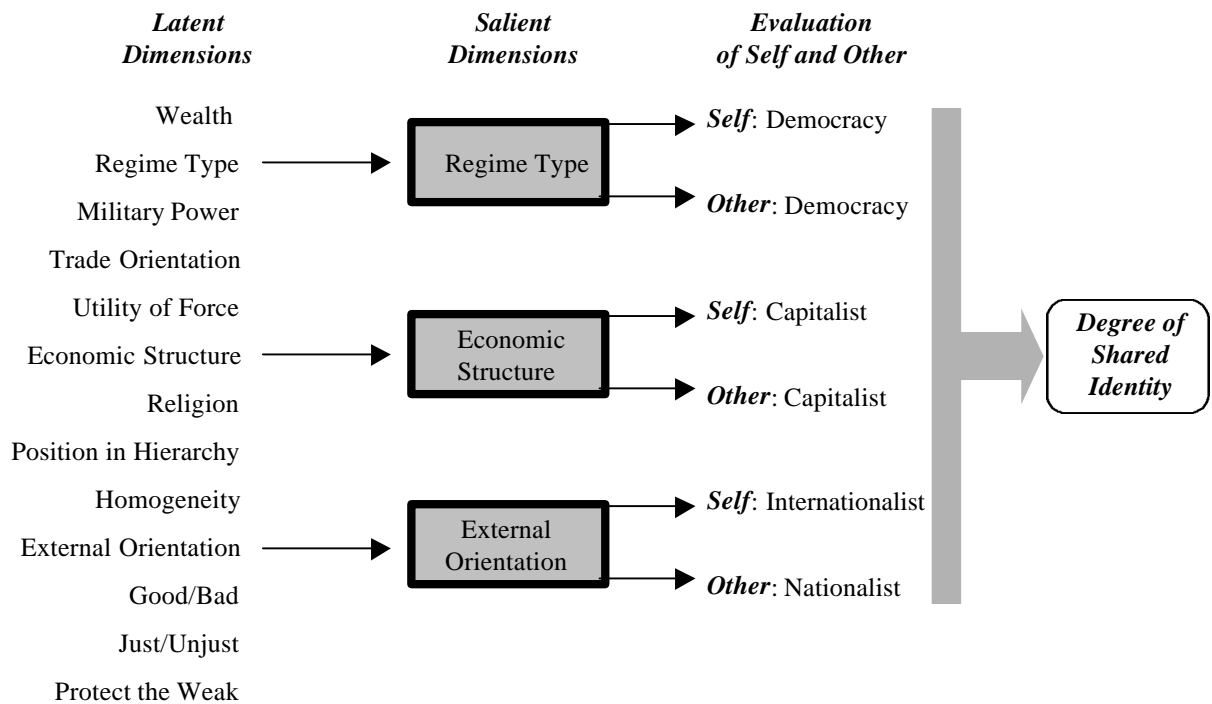 Latent
Dimensions
Salient
Dimensions
Evaluation
of Self and Other
Wealth
Regime Type
Military Power
Trade Orientation
Utility of Force
Economic Structure
Religion
Position in Hierarchy
Homogeneity
External Orientation
Good/Bad
Just/Unjust
Protect the Weak
Regime Type
Economic
Structure
External
Orientation
Self: Democracy
Other: Democracy
Self: Capitalist
Other: Capitalist
Self: Internationalist
Other: Nationalist
Degree of
Shared
Identity